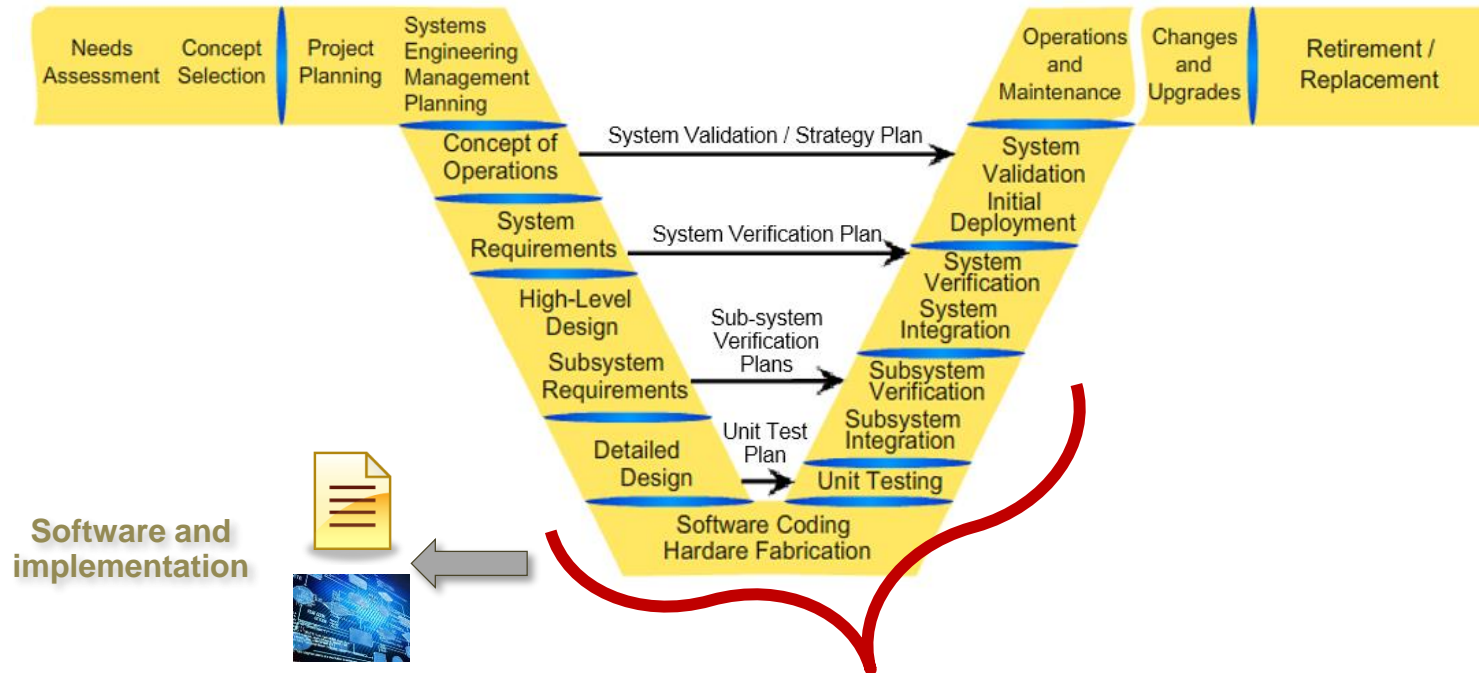 Needs
Assessment
Concept
Selection
Project
Planning
Systems
Engineering
Management
Planning
Operations
and
Maintenance
Changes
and
Upgrades
Retirement /
Replacement
Concept of
Operations
System Validation / Strategy Plan
System
Validation
Initial
Deployment
System
Requirements
System Verification Plan
System
Verification
System
Integration
High-Level
Design
Subsystem
Requirements
Sub-system
Verification
Plans
Subsystem
Verification
Subsystem
Integration
Detailed
Design
Unit Test
Plan
Unit Testing
Software Coding
Hardare Fabrication
Software and
implementation